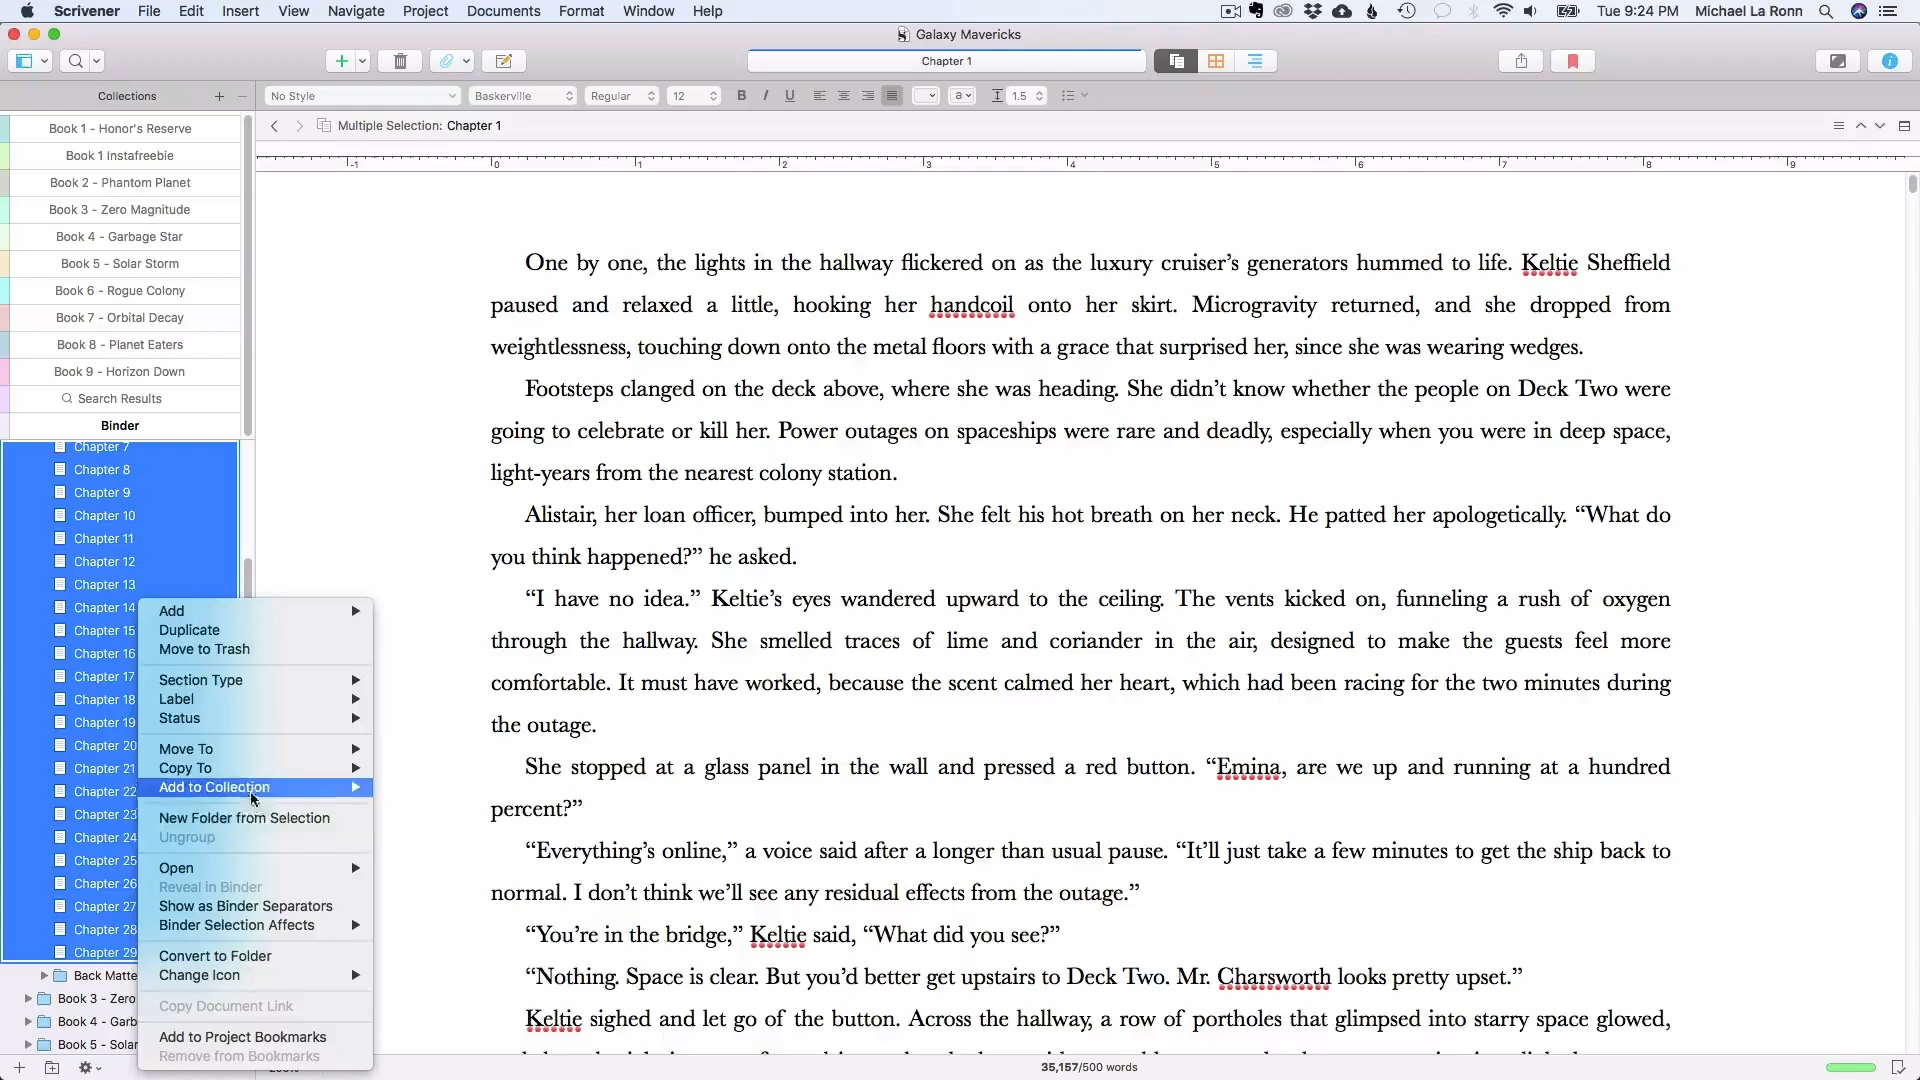 Scrivener File Edit Insert View Navigate Project Documents Format Window Help Tue 9:24 PM Michael La Ronn
Galaxy Mavericks
Chapter 1
Collections
No Style Baskerville Regular 12 B I U a 1.5
Multiple Selection: Chapter 1
-1 0 1 2 3 4 5 6 7 8 9
Book 1 - Honor's Reserve
Book 1 Instafreebie
Book 2 - Phantom Planet
Book 3 - Zero Magnitude
Book 4 - Garbage Star
Book 5 - Solar Storm
Book 6 - Rogue Colony
Book 7 - Orbital Decay
Book 8 - Planet Eaters
Book 9 - Horizon Down
Search Results
Binder
Chapter 7
Chapter 8
Chapter 9
Chapter 10
Chapter 11
Chapter 12
Chapter 13
Chapter 14
Chapter 15
Chapter 16
Chapter 17
Chapter 18
Chapter 19
Chapter 20
Chapter 21
Chapter 22
Chapter 23
Chapter 24
Chapter 25
Chapter 26
Chapter 27
Chapter 28
Chapter 29
Back Matte
Book 3 - Zero
Book 4 - Garb
Book 5 - Solar
Add
Duplicate
Move to Trash
Section Type
Label
Status
Move To
Copy To
Add to Collection
New Folder from Selection
Ungroup
Open
Reveal in Binder
Show as Binder Separators
Binder Selection Affects
Convert to Folder
Change Icon
Copy Document Link
Add to Project Bookmarks
Remove from Bookmarks
One by one, the lights in the hallway flickered on as the luxury cruiser’s generators hummed to life. Keltie Sheffield
paused and relaxed a little, hooking her handcoil onto her skirt. Microgravity returned, and she dropped from
weightlessness, touching down onto the metal floors with a grace that surprised her, since she was wearing wedges.
Footsteps clanged on the deck above, where she was heading. She didn’t know whether the people on Deck Two were
going to celebrate or kill her. Power outages on spaceships were rare and deadly, especially when you were in deep space,
light-years from the nearest colony station.
Alistair, her loan officer, bumped into her. She felt his hot breath on her neck. He patted her apologetically. “What do
you think happened?” he asked.
“I have no idea.” Keltie’s eyes wandered upward to the ceiling. The vents kicked on, funneling a rush of oxygen
through the hallway. She smelled traces of lime and coriander in the air, designed to make the guests feel more
comfortable. It must have worked, because the scent calmed her heart, which had been racing for the two minutes during
the outage.
She stopped at a glass panel in the wall and pressed a red button. “Emina, are we up and running at a hundred
percent?”
“Everything’s online,” a voice said after a longer than usual pause. “It’ll just take a few minutes to get the ship back to
normal. I don’t think we’ll see any residual effects from the outage.”
“You’re in the bridge,” Keltie said, “What did you see?”
“Nothing. Space is clear. But you’d better get upstairs to Deck Two. Mr. Charsworth looks pretty upset.”
Keltie sighed and let go of the button. Across the hallway, a row of portholes that glimpsed into starry space glowed,
35,157/500 words